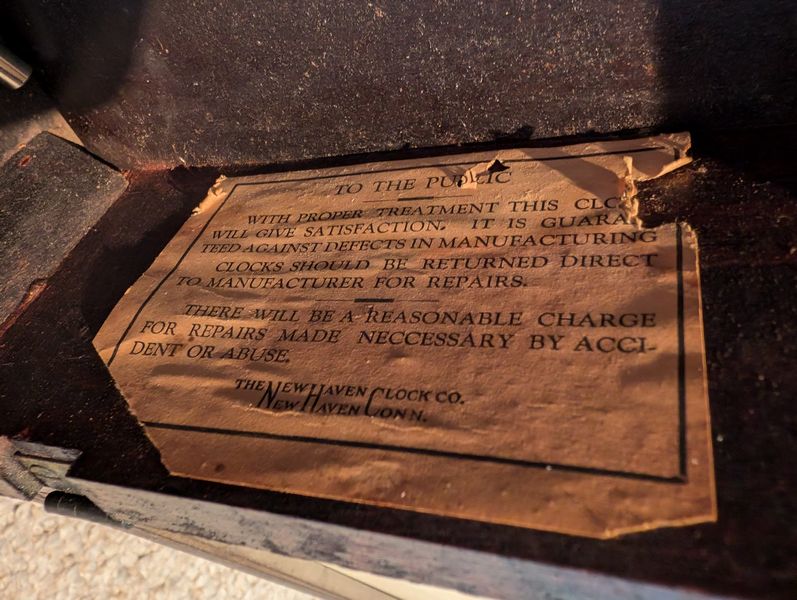 TO THE PUBLIC
WITH PROPER TREATMENT THIS CLOC
WILL GIVE SATISFACTION. IT IS GUARA
TEED AGAINST DEFECTS IN MANUFACTURING
CLOCKS SHOULD BE RETURNED DIRECT
TO MANUFACTURER FOR REPAIRS.
THERE WILL BE A REASONABLE CHARGE
FOR REPAIRS MADE NECCESSARY BY ACCI-
DENT OR ABUSE.
THE NEW HAVEN CLOCK CO.
NEW HAVEN CONN.